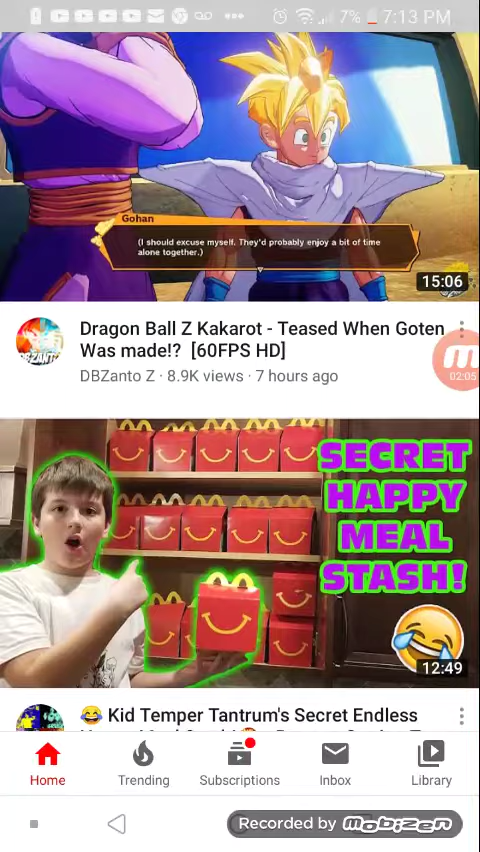 7% 7:13 PM
Gohan
(I should excuse myself. They'd probably enjoy a bit of time
alone together.)
15:06
Dragon Ball Z Kakarot - Teased When Goten
Was made!? [60FPS HD]
DBZanto Z · 8.9K views · 7 hours ago
02:05
SECRET
HAPPY
MEAL
STASH!
12:49
😂 Kid Temper Tantrum's Secret Endless
Home
Trending
Subscriptions
Inbox
Library
Recorded by mobizen